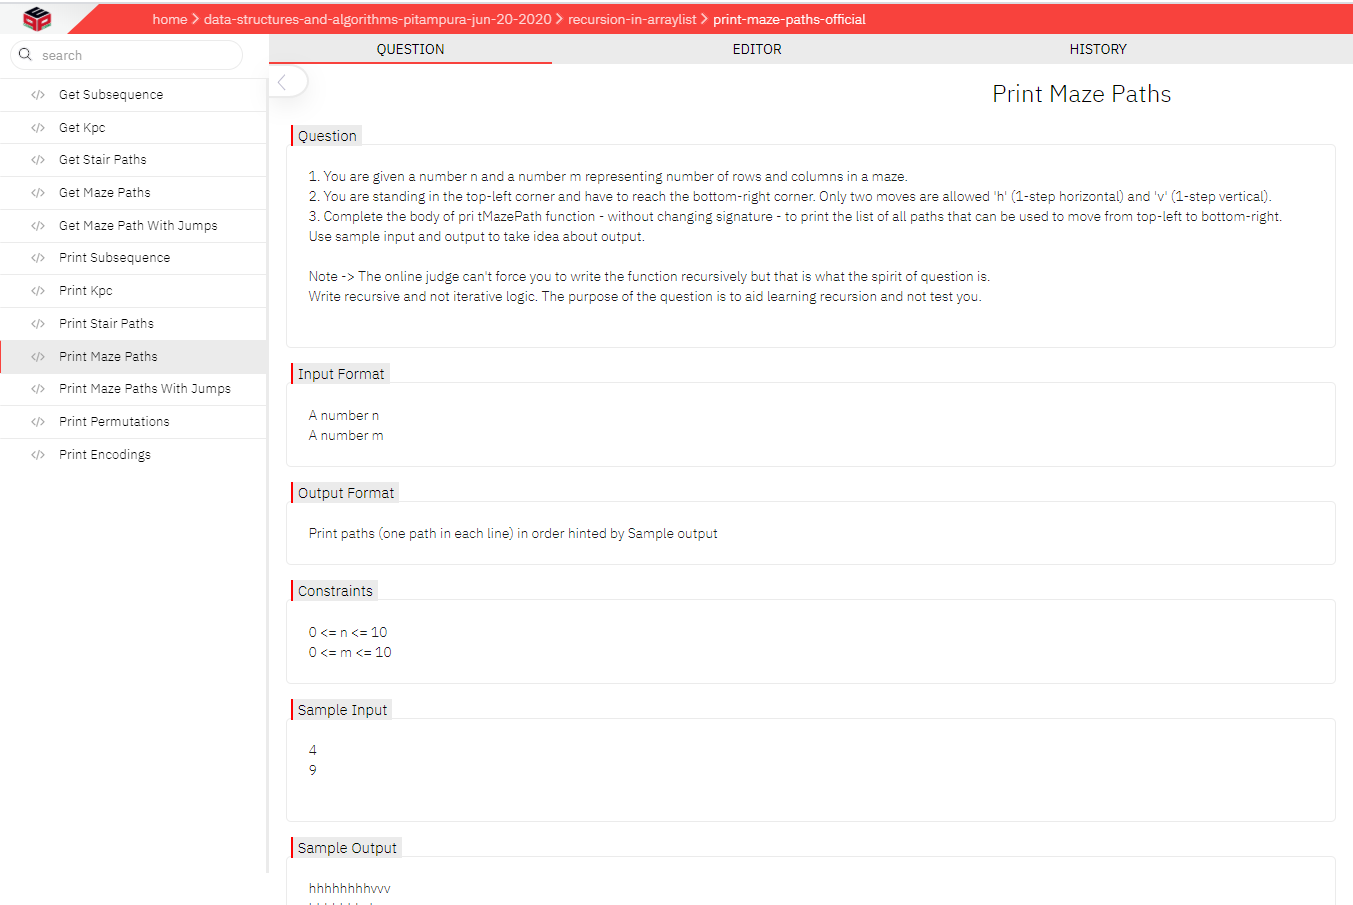 home > data-structures-and-algorithms-pitampura-jun-20-2020 > recursion-in-arraylist > print-maze-paths-official
search
QUESTION EDITOR HISTORY
Get Subsequence
Get Kpc
Get Stair Paths
Get Maze Paths
Get Maze Path With Jumps
Print Subsequence
Print Kpc
Print Stair Paths
Print Maze Paths
Print Maze Paths With Jumps
Print Permutations
Print Encodings
Print Maze Paths
Question
1. You are given a number n and a number m representing number of rows and columns in a maze.
2. You are standing in the top-left corner and have to reach the bottom-right corner. Only two moves are allowed 'h' (1-step horizontal) and 'v' (1-step vertical).
3. Complete the body of pri tMazePath function - without changing signature - to print the list of all paths that can be used to move from top-left to bottom-right.
Use sample input and output to take idea about output.
Note -> The online judge can't force you to write the function recursively but that is what the spirit of question is.
Write recursive and not iterative logic. The purpose of the question is to aid learning recursion and not test you.
Input Format
A number n
A number m
Output Format
Print paths (one path in each line) in order hinted by Sample output
Constraints
0 <= n <= 10
0 <= m <= 10
Sample Input
4
9
Sample Output
hhhhhhhhvvv